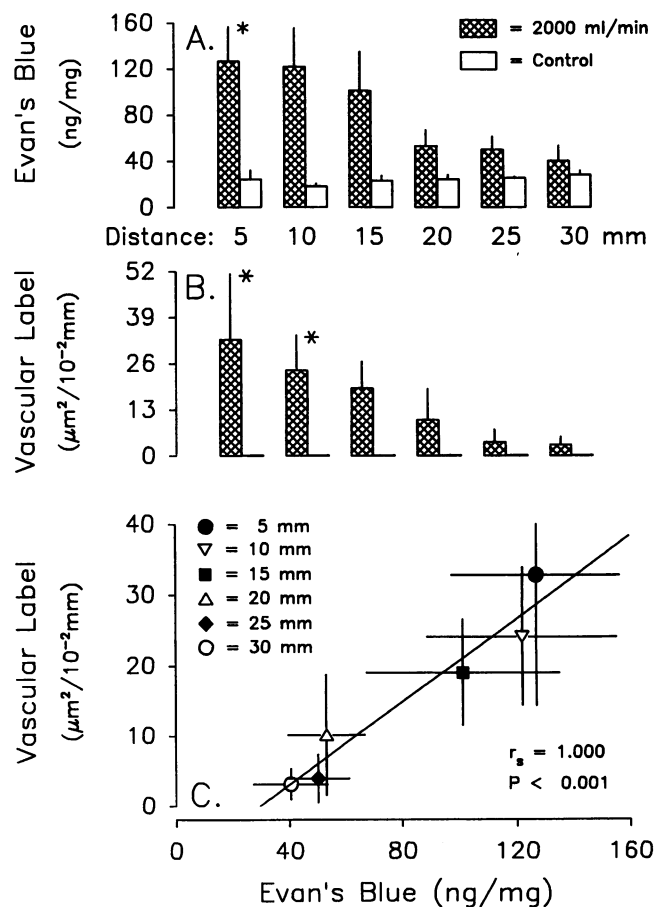 160
120
80
40
0
Evan's Blue
(ng/mg)
A.
*
= 2000 ml/min
= Control
Distance: 5 10 15 20 25 30 mm
52
39
26
13
0
Vascular Label
(μm²/10⁻²mm)
B.
*
*
40
30
20
10
0
Vascular Label
(μm²/10⁻²mm)
= 5 mm
= 10 mm
= 15 mm
= 20 mm
= 25 mm
= 30 mm
C.
rₛ = 1.000
P < 0.001
0 40 80 120 160
Evan's Blue (ng/mg)